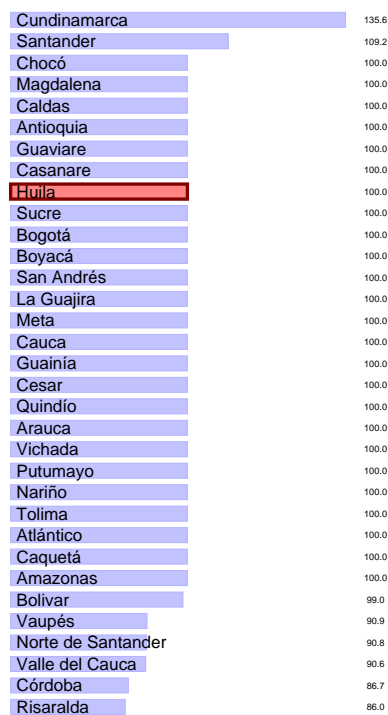 Cundinamarca 135.6
Santander 109.2
Chocó 100.0
Magdalena 100.0
Caldas 100.0
Antioquia 100.0
Guaviare 100.0
Casanare 100.0
Huila 100.0
Sucre 100.0
Bogotá 100.0
Boyacá 100.0
San Andrés 100.0
La Guajira 100.0
Meta 100.0
Cauca 100.0
Guainía 100.0
Cesar 100.0
Quindío 100.0
Arauca 100.0
Vichada 100.0
Putumayo 100.0
Nariño 100.0
Tolima 100.0
Atlántico 100.0
Caquetá 100.0
Amazonas 100.0
Bolivar 99.0
Vaupés 90.9
Norte de Santander 90.8
Valle del Cauca 90.6
Córdoba 86.7
Risaralda 86.0